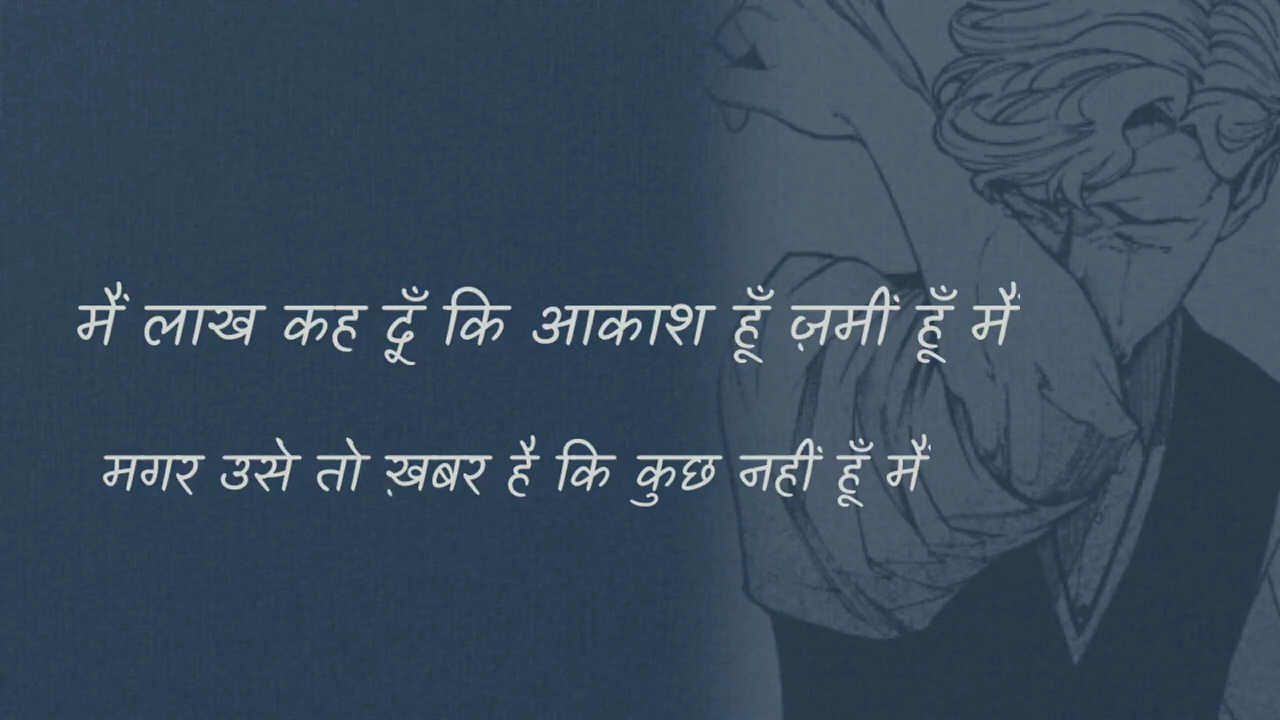 मैं लाख कह दूँ कि आकाश हूँ ज़मीं हूँ मैं
मगर उसे तो ख़बर है कि कुछ नहीं हूँ मैं